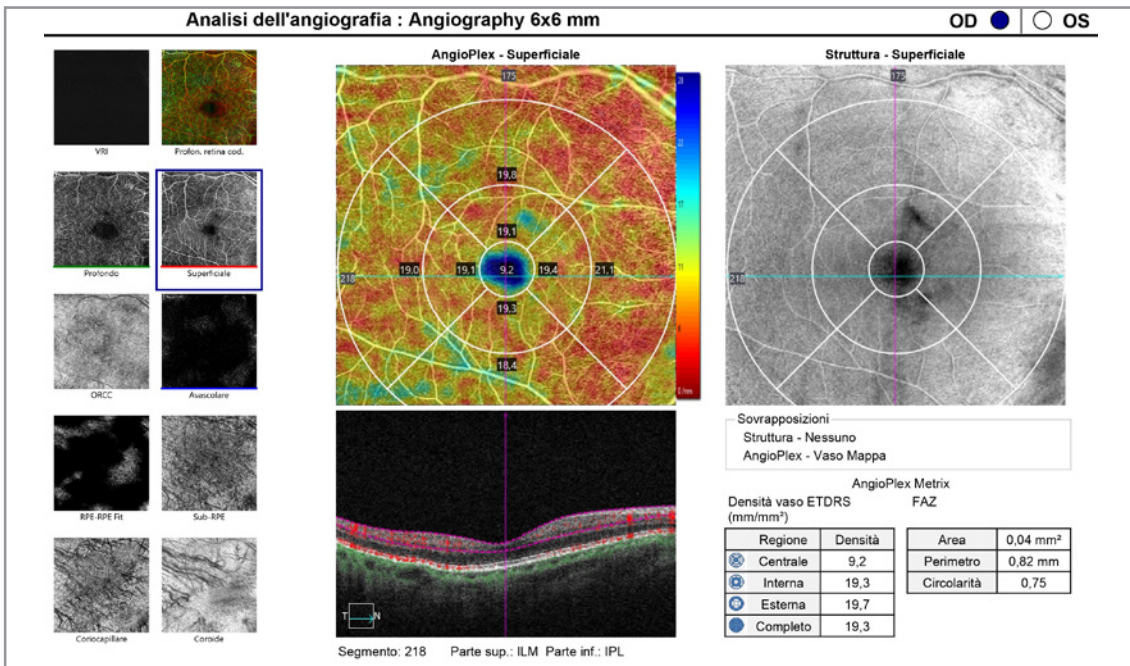 Analisi dell'angiografia : Angiography 6x6 mm
OD OS
VRI
Profon. retina cod.
Profondo
Superficiale
ORCC
Avascolare
RPE-RPE Fit
Sub-RPE
Coriocapillare
Coroide
AngioPlex - Superficiale
175
19,8
19,1
218
19,0
19,1
9,2
19,4
21,1
19,3
18,4
T N
Segmento: 218 Parte sup.: ILM Parte inf.: IPL
Struttura - Superficiale
175
218
Sovrapposizioni
Struttura - Nessuno
AngioPlex - Vaso Mappa
AngioPlex Metrix
Densità vaso ETDRS
(mm/mm²)
Regione Densità
Centrale 9,2
Interna 19,3
Esterna 19,7
Completo 19,3
FAZ
Area 0,04 mm²
Perimetro 0,82 mm
Circolarità 0,75